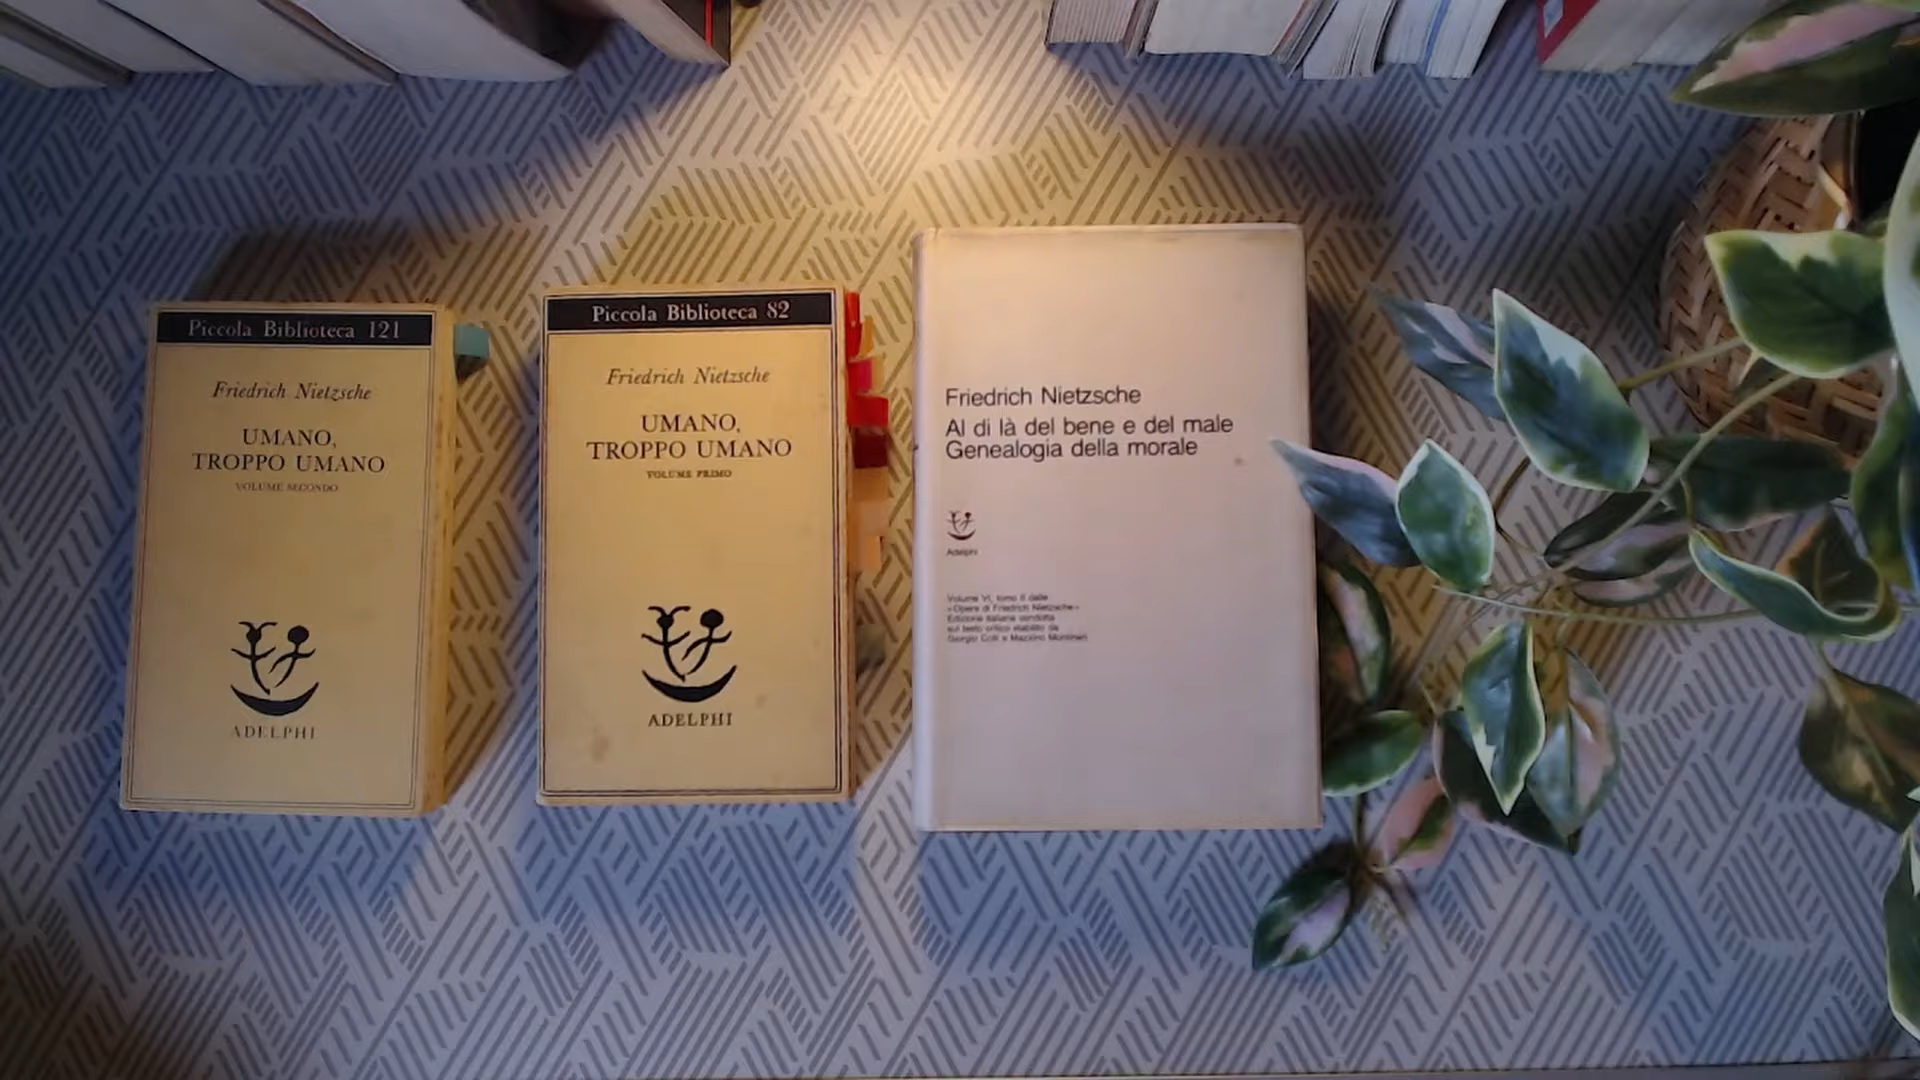 Piccola Biblioteca 121
Friedrich Nietzsche
UMANO,
TROPPO UMANO
VOLUME SECONDO
ADELPHI
Piccola Biblioteca 82
Friedrich Nietzsche
UMANO,
TROPPO UMANO
VOLUME PRIMO
ADELPHI
Friedrich Nietzsche
Al di là del bene e del male
Genealogia della morale
Adelphi
Volume VI, tomo II delle
«Opere di Friedrich Nietzsche»
Edizione italiana condotta
sul testo critico stabilito da
Giorgio Colli e Mazzino Montinari